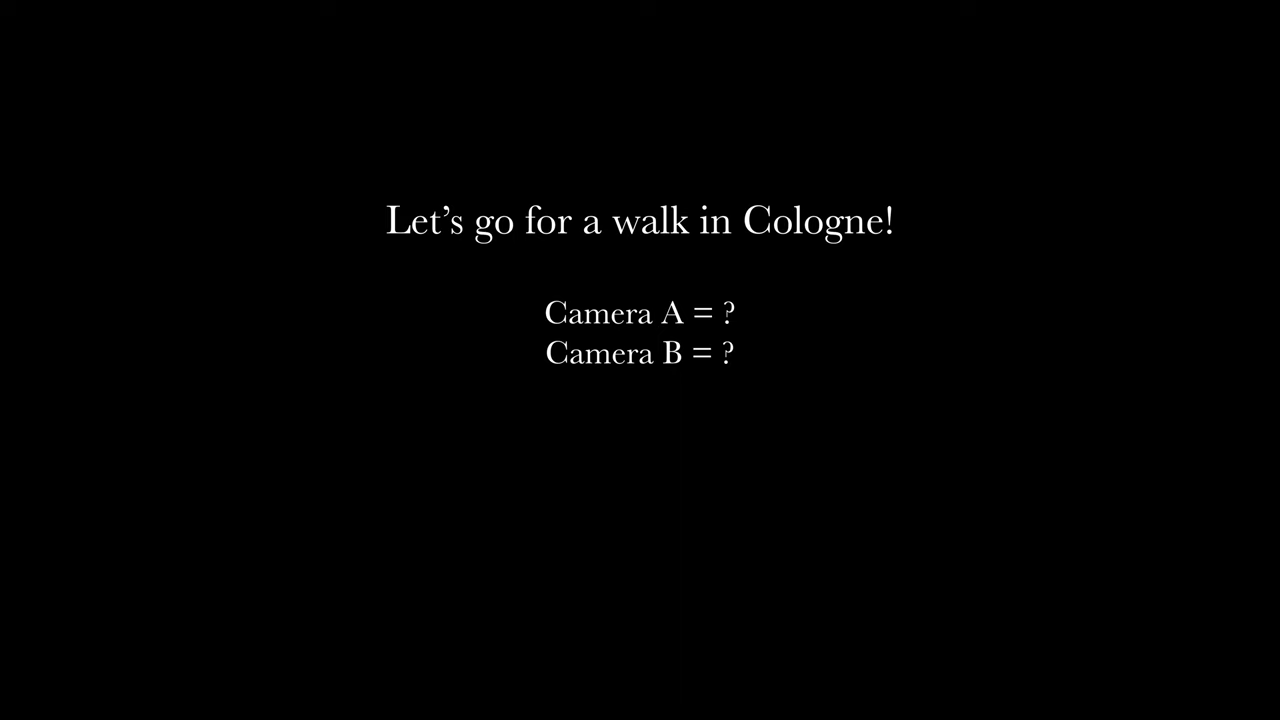 Let’s go for a walk in Cologne!
Camera A = ?
Camera B = ?